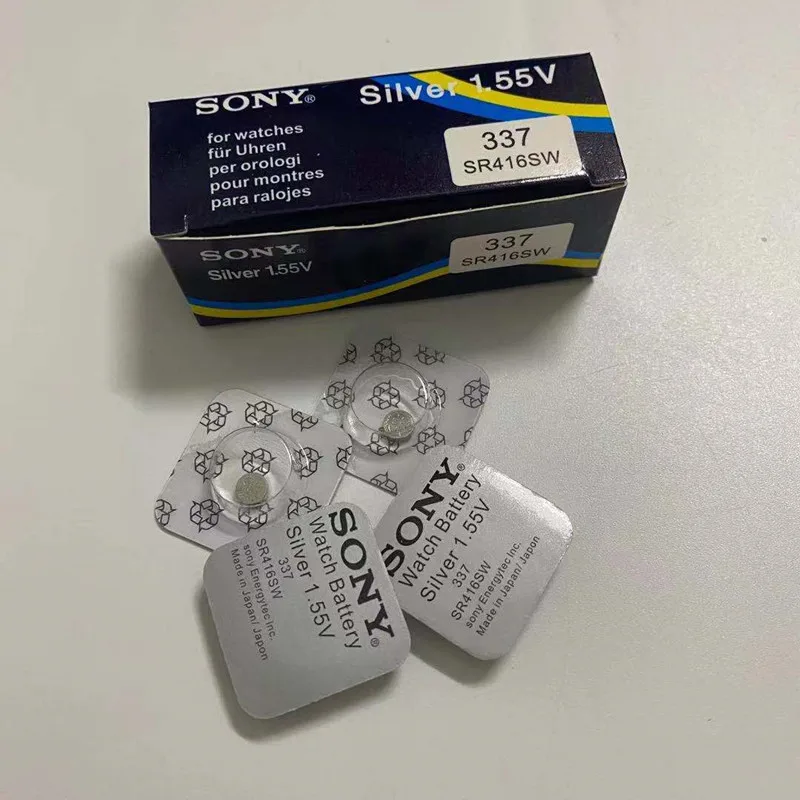 SONY®
Silver 1.55V
for watches
für Uhren
per orologi
pour montres
para ralojes
337
SR416SW
SONY®
Silver 1.55V
337
SR416SW
SONY®
Watch Battery
Silver 1.55V
337
SR416SW
sony Energytec Inc.
Made in Japan/ Japon
SONY®
Watch Battery
Silver 1.55V
337
SR416SW
sony Energytec Inc.
Made in Japan/ Japon